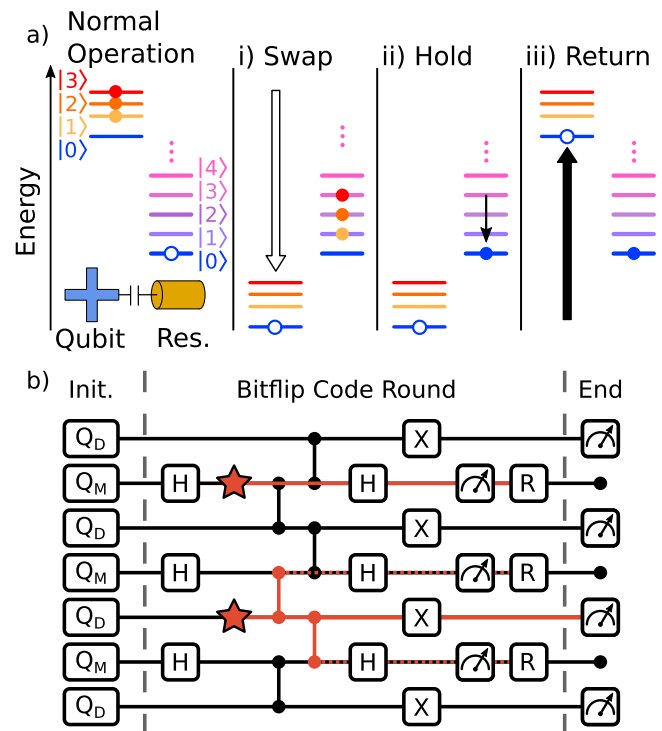 a) Normal Operation
i) Swap
ii) Hold
iii) Return
Energy
|3⟩
|2⟩
|1⟩
|0⟩
|4⟩
|3⟩
|2⟩
|1⟩
|0⟩
Qubit
Res.
b) Init.
Bitflip Code Round
End
Q_D
X
Q_M H H R
Q_D
X
Q_M H H R
Q_D
X
Q_M H H R
Q_D
X